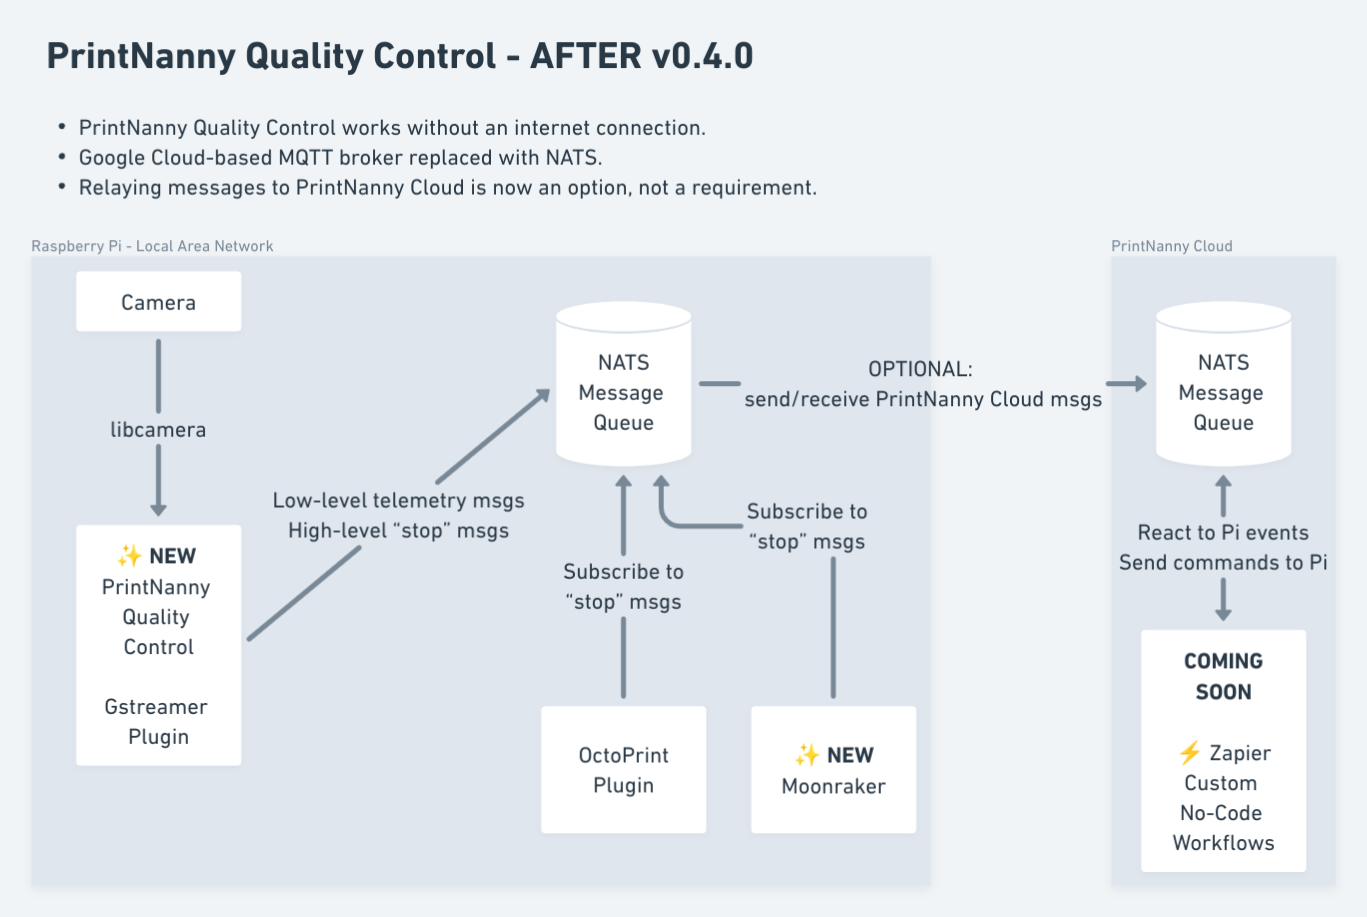 PrintNanny Quality Control - AFTER v0.4.0
• PrintNanny Quality Control works without an internet connection.
• Google Cloud-based MQTT broker replaced with NATS.
• Relaying messages to PrintNanny Cloud is now an option, not a requirement.
Raspberry Pi - Local Area Network
Camera
libcamera
✨ NEW
PrintNanny
Quality
Control
Gstreamer
Plugin
Low-level telemetry msgs
High-level “stop” msgs
NATS
Message
Queue
Subscribe to
“stop” msgs
Subscribe to
“stop” msgs
OctoPrint
Plugin
✨ NEW
Moonraker
OPTIONAL:
send/receive PrintNanny Cloud msgs
PrintNanny Cloud
NATS
Message
Queue
React to Pi events
Send commands to Pi
COMING
SOON
⚡ Zapier
Custom
No-Code
Workflows